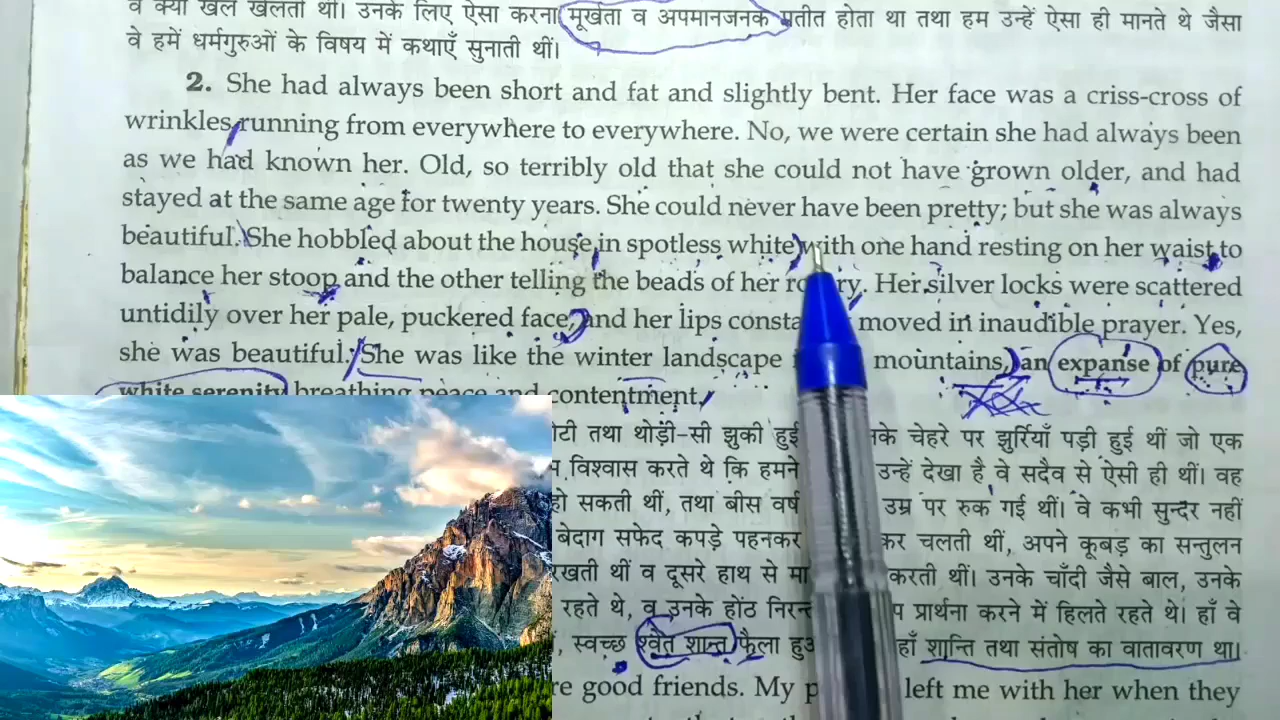 व क्या खेल खेलती थीं। उनके लिए ऐसा करना मूर्खता व अपमानजनक प्रतीत होता था तथा हम उन्हें ऐसा ही मानते थे जैसा
वे हमें धर्मगुरुओं के विषय में कथाएँ सुनाती थीं।
2. She had always been short and fat and slightly bent. Her face was a criss-cross of
wrinkles running from everywhere to everywhere. No, we were certain she had always been
as we had known her. Old, so terribly old that she could not have grown older, and had
stayed at the same age for twenty years. She could never have been pretty; but she was always
beautiful. She hobbled about the house in spotless white with one hand resting on her waist to
balance her stoop and the other telling the beads of her Her silver locks were scattered
untidily over her pale, puckered face, and her lips moved in inaudible prayer. Yes,
she was beautiful. She was like the winter landscape mountains, an expanse of pure
white serenity breathing peace and contentment.
तथा थोड़ी-सी झुकी हुई चेहरे पर झुर्रियाँ पड़ी हुई थीं जो एक
विश्वास करते थे कि हमने उन्हें देखा है, वे सदैव से ऐसी ही थीं। वह
हो सकती थीं, तथा बीस वर्ष उम्र पर रुक गई थीं। वे कभी सुन्दर नहीं
बेदाग सफेद कपड़े पहनकर चलती थीं, अपने कूबड़ का सन्तुलन
थीं व दूसरे हाथ से करती थीं। उनके चाँदी जैसे बाल, उनके
रहते थे, व उनके होंठ प्रार्थना करने में हिलते रहते थे। हाँ वे
स्वच्छ श्वेत शान्त फैला शान्ति तथा संतोष का वातावरण था।
good friends. My left me with her when they